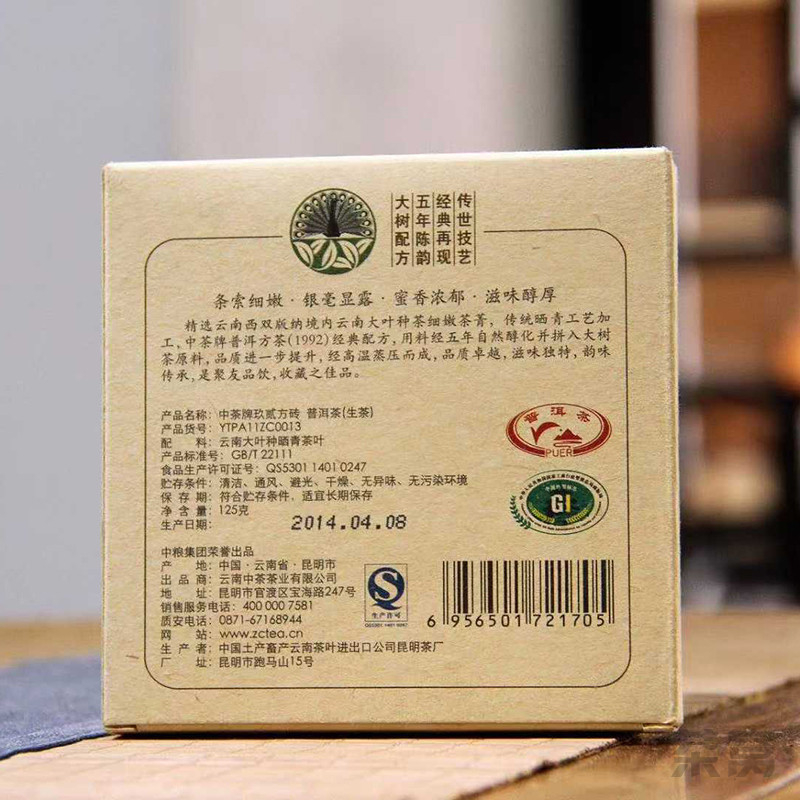 传世技艺
经典再现
五年陈韵
大树配方
条索细嫩·银毫显露·蜜香浓郁·滋味醇厚
精选云南西双版纳境内云南大叶种茶细嫩茶菁，传统晒青工艺加
工，中茶牌普洱方茶(1992)经典配方，用料经五年自然醇化并拼入大树
茶原料，品质进一步提升，经高温蒸压而成，品质卓越，滋味独特，韵味
传承，是聚友品饮，收藏之佳品。
产品名称：中茶牌玖贰方砖 普洱茶(生茶)
产品货号：YTPA11ZC0013
配 料：云南大叶种晒青茶叶
产品标准号：GB/T 22111
食品生产许可证号：QS5301 1401 0247
贮存条件：清洁、通风、避光、干燥、无异味、无污染环境
保 存 期：符合贮存条件，适宜长期保存
净 含 量：125克
生产日期： 2014.04.08
普洱茶
PUER
GI
中粮集团荣誉出品
产 地：中国·云南省·昆明市
出 品 商：云南中茶茶业有限公司
地 址：昆明市官渡区宝海路247号
销售服务电话：400 000 7581
质安电话：0871-67168944
网 站：www.zctea.cn
生 产 者：中国土产畜产云南茶叶进出口公司昆明茶厂
厂 址：昆明市跑马山15号
QS
生产许可
QS5301 1401 0247
6 956501 721705
茶窝